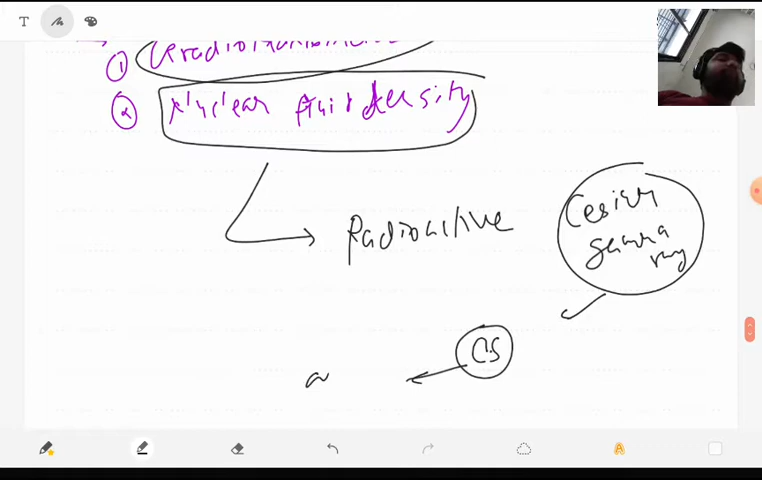 ①
② Nuclear fluid density
Radioactive
Cesium
gamma
ray
CS